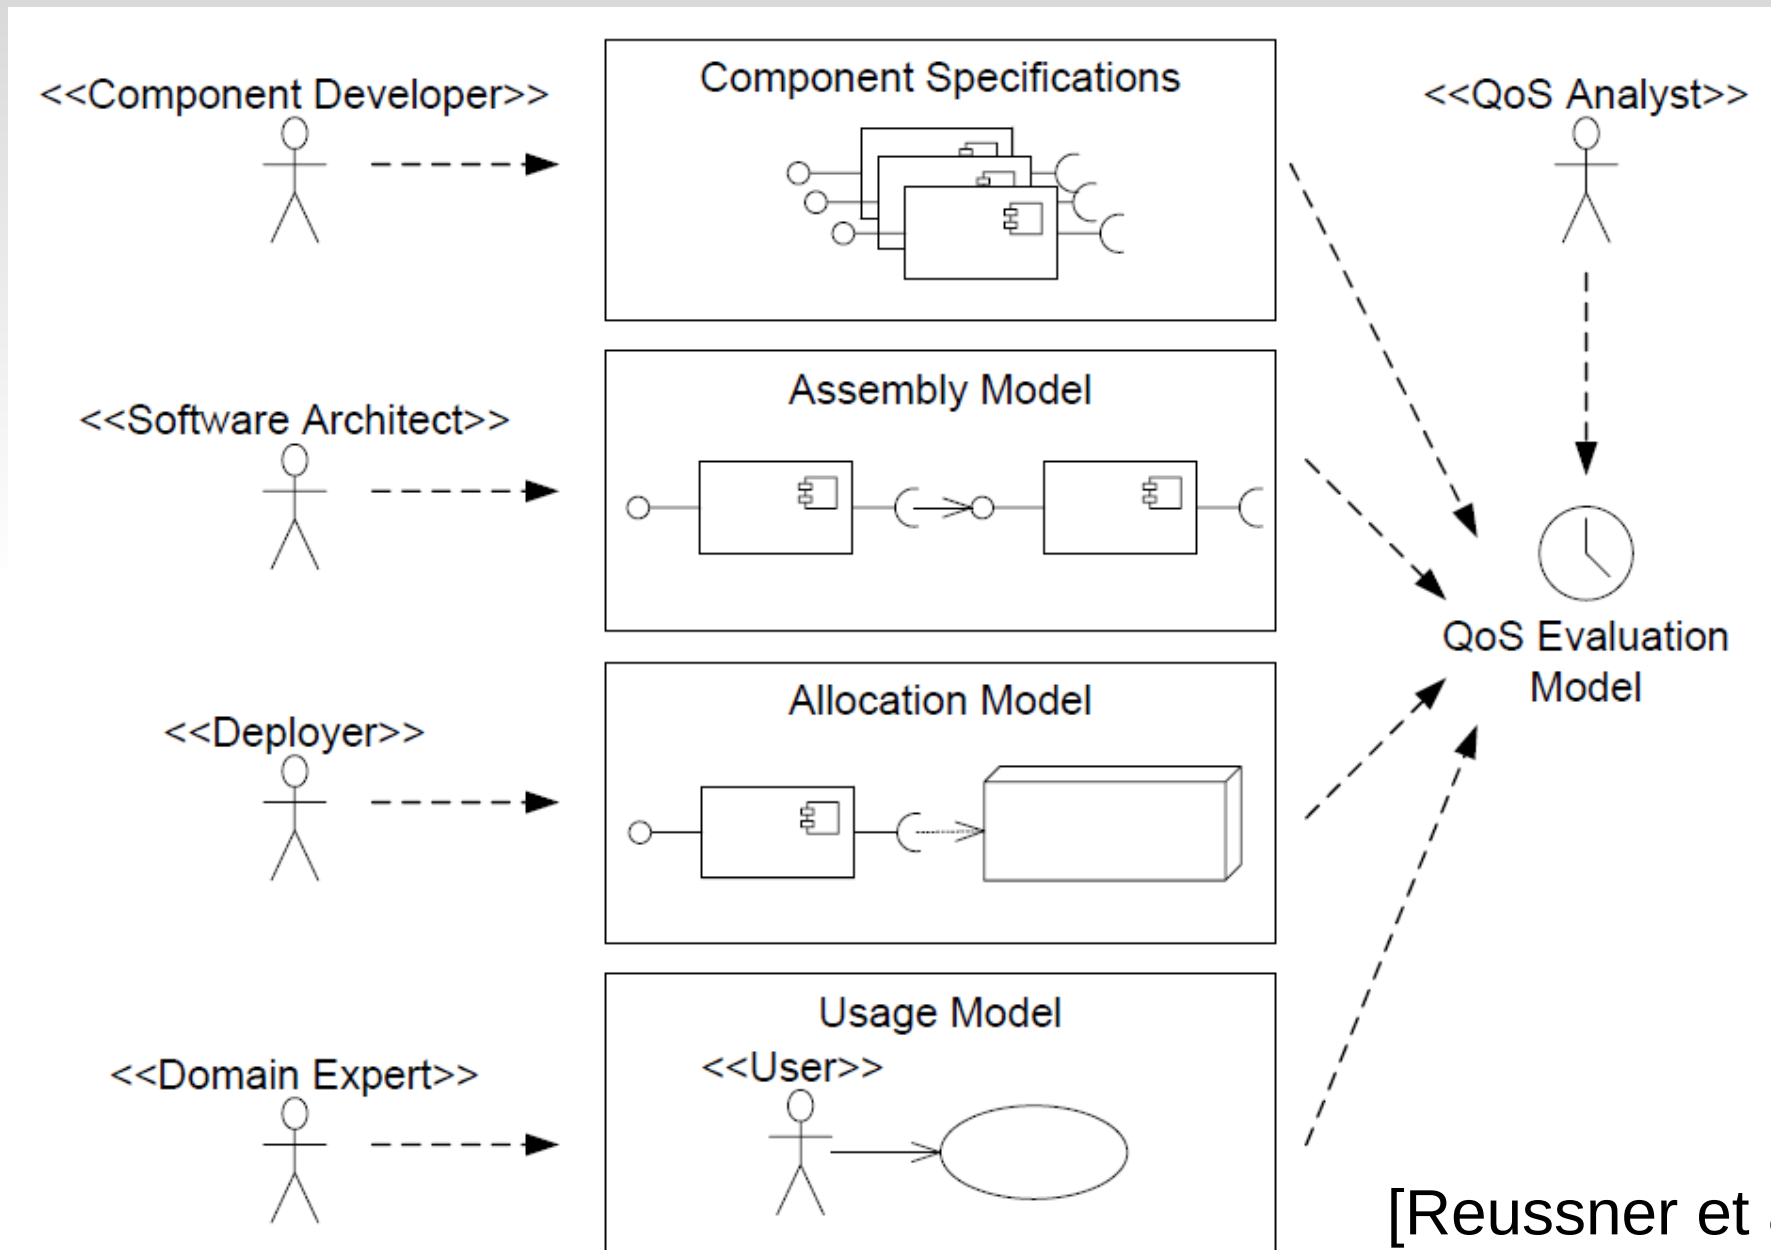 <<Component Developer>>
Component Specifications
<<QoS Analyst>>
<<Software Architect>>
Assembly Model
QoS Evaluation
Model
<<Deployer>>
Allocation Model
<<Domain Expert>>
Usage Model
<<User>>
[Reussner et